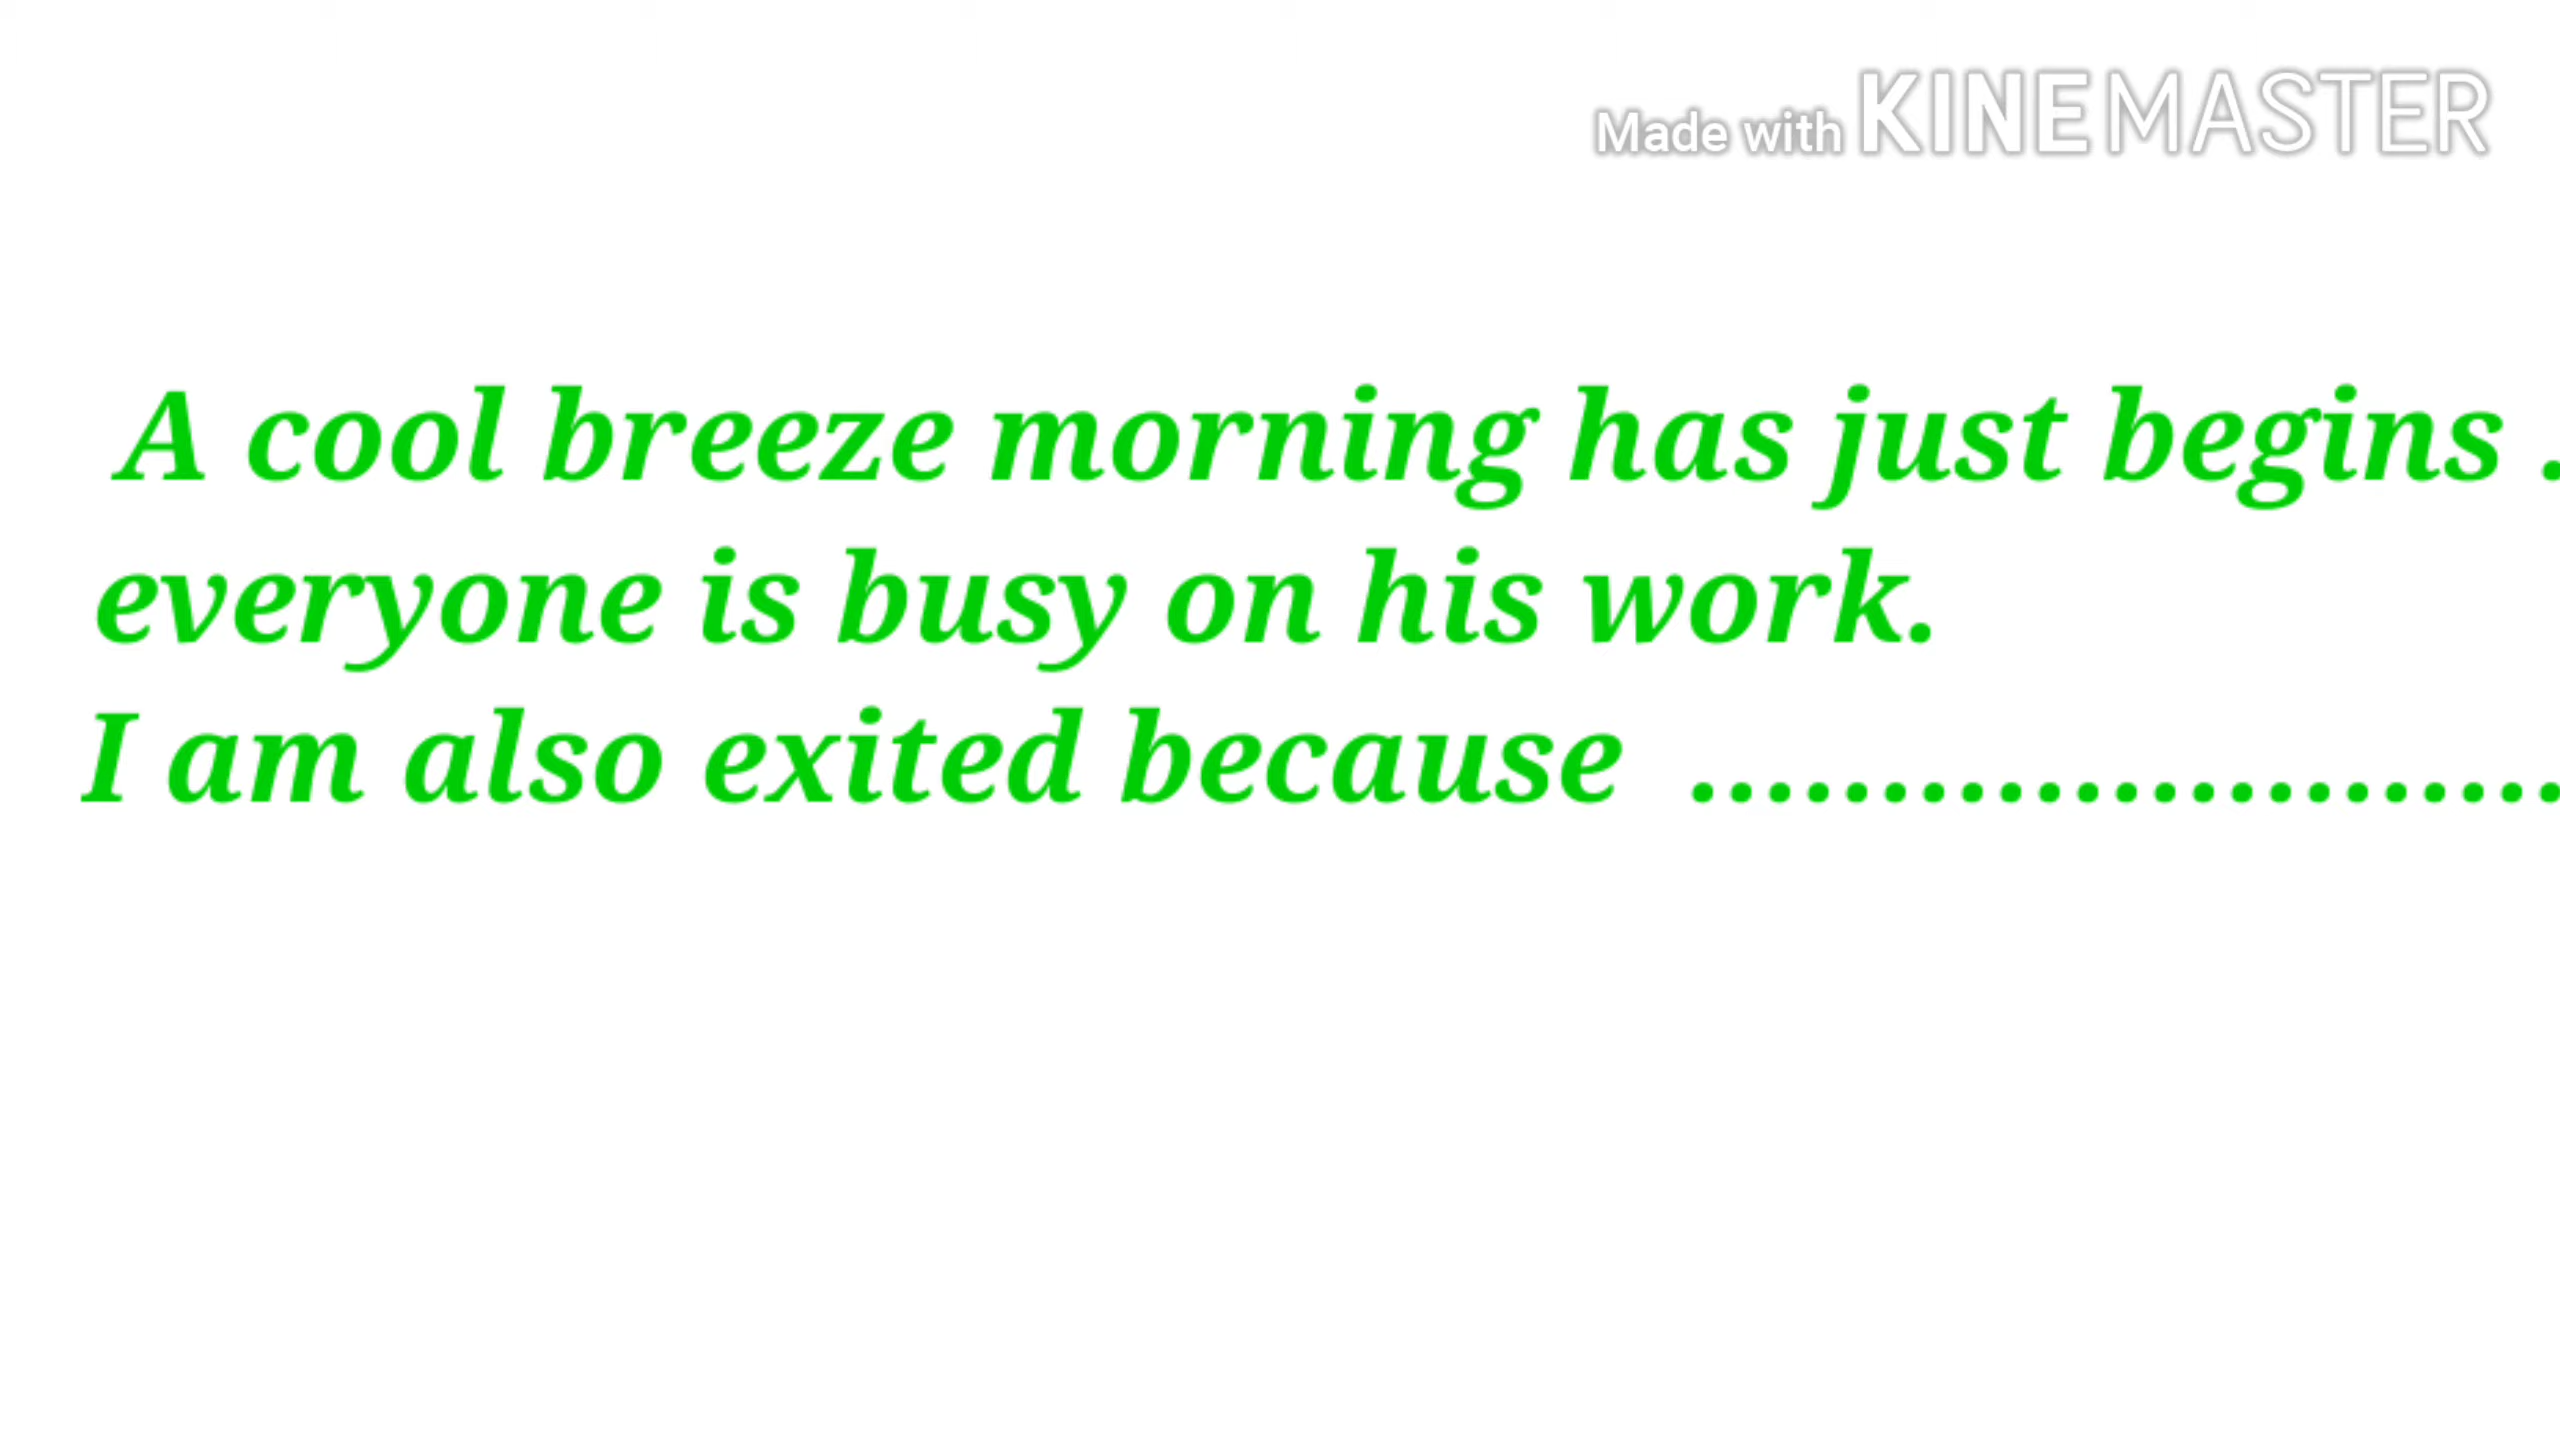 Made with KINEMASTER
A cool breeze morning has just begins .
everyone is busy on his work.
I am also exited because .......................